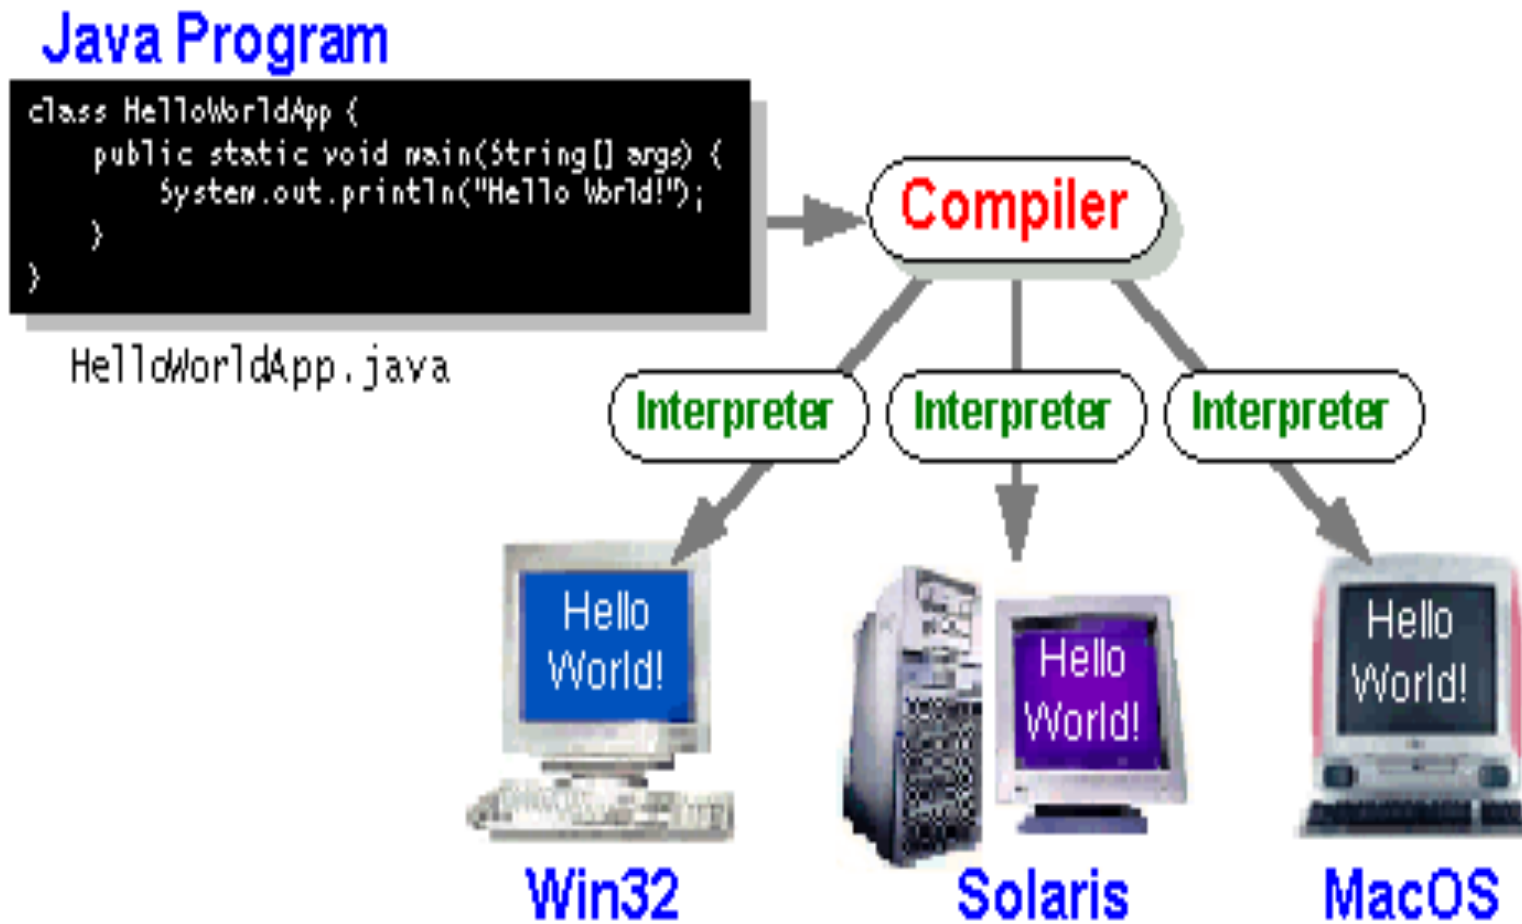 Java Program
class HelloWorldApp {
public static void main(String[] args) {
System.out.println("Hello World!");
}
}
HelloWorldApp.java
Compiler
Interpreter
Interpreter
Interpreter
Hello
World!
Hello
World!
Hello
World!
Win32
Solaris
MacOS